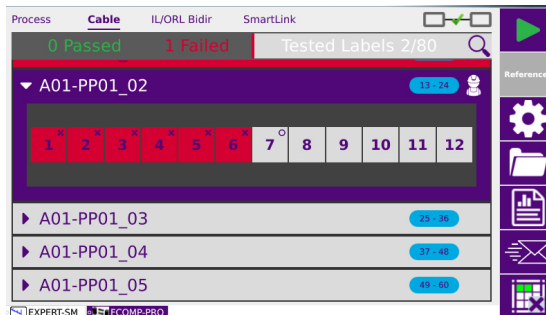 Process Cable IL/ORL Bidir SmartLink
0 Passed 1 Failed Tested Labels 2/80
Reference
A01-PP01_02 13 - 24
1 2 3 4 5 6 7 8 9 10 11 12
A01-PP01_03 25 - 36
A01-PP01_04 37 - 48
A01-PP01_05 49 - 60
EXPERT-SM FCOMP-PRO